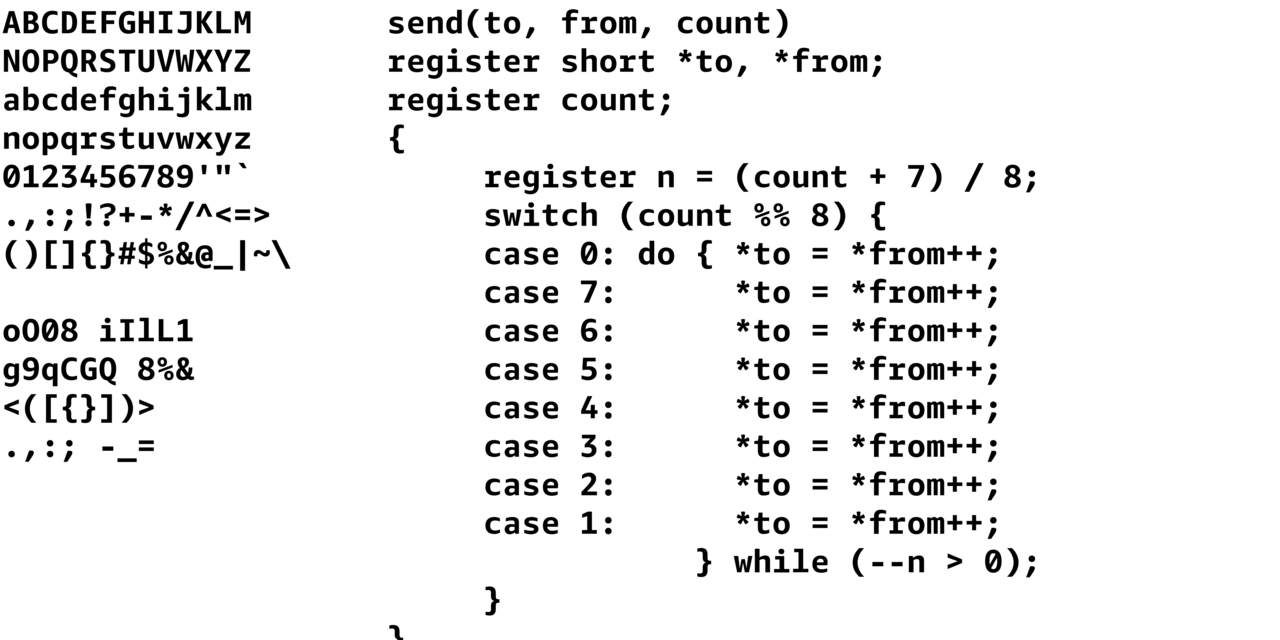 ABCDEFGHIJKLM       send(to, from, count)
NOPQRSTUVWXYZ       register short *to, *from;
abcdefghijklm       register count;
nopqrstuvwxyz       {
0123456789'"`            register n = (count + 7) / 8;
.,:;!?+-*/^<=>           switch (count %% 8) {
()[]{}#$%&@_|~\          case 0: do { *to = *from++;
                         case 7:      *to = *from++;
oO08 iIlL1               case 6:      *to = *from++;
g9qCGQ 8%&               case 5:      *to = *from++;
<([{}])>                 case 4:      *to = *from++;
.,:; -_=                 case 3:      *to = *from++;
                         case 2:      *to = *from++;
                         case 1:      *to = *from++;
                                    } while (--n > 0);
                         }
                    }